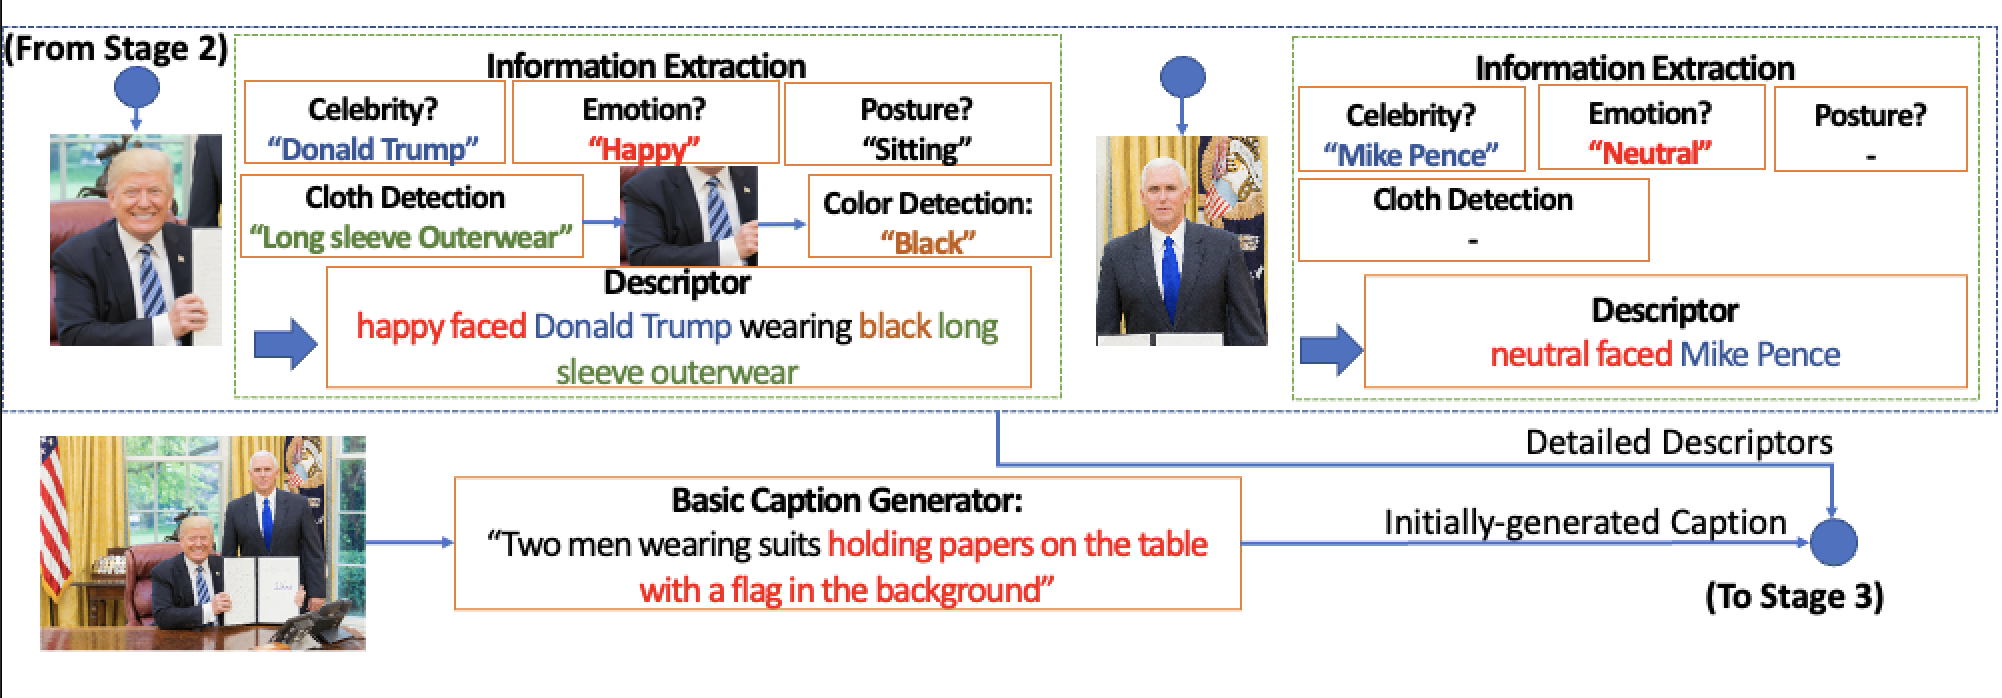 (From Stage 2)
Information Extraction
Celebrity?
“Donald Trump”
Emotion?
“Happy”
Posture?
“Sitting”
Cloth Detection
“Long sleeve Outerwear”
Color Detection:
“Black”
Descriptor
happy faced Donald Trump wearing black long
sleeve outerwear
Information Extraction
Celebrity?
“Mike Pence”
Emotion?
“Neutral”
Posture?
-
Cloth Detection
-
Descriptor
neutral faced Mike Pence
Detailed Descriptors
Basic Caption Generator:
“Two men wearing suits holding papers on the table
with a flag in the background”
Initially-generated Caption
(To Stage 3)